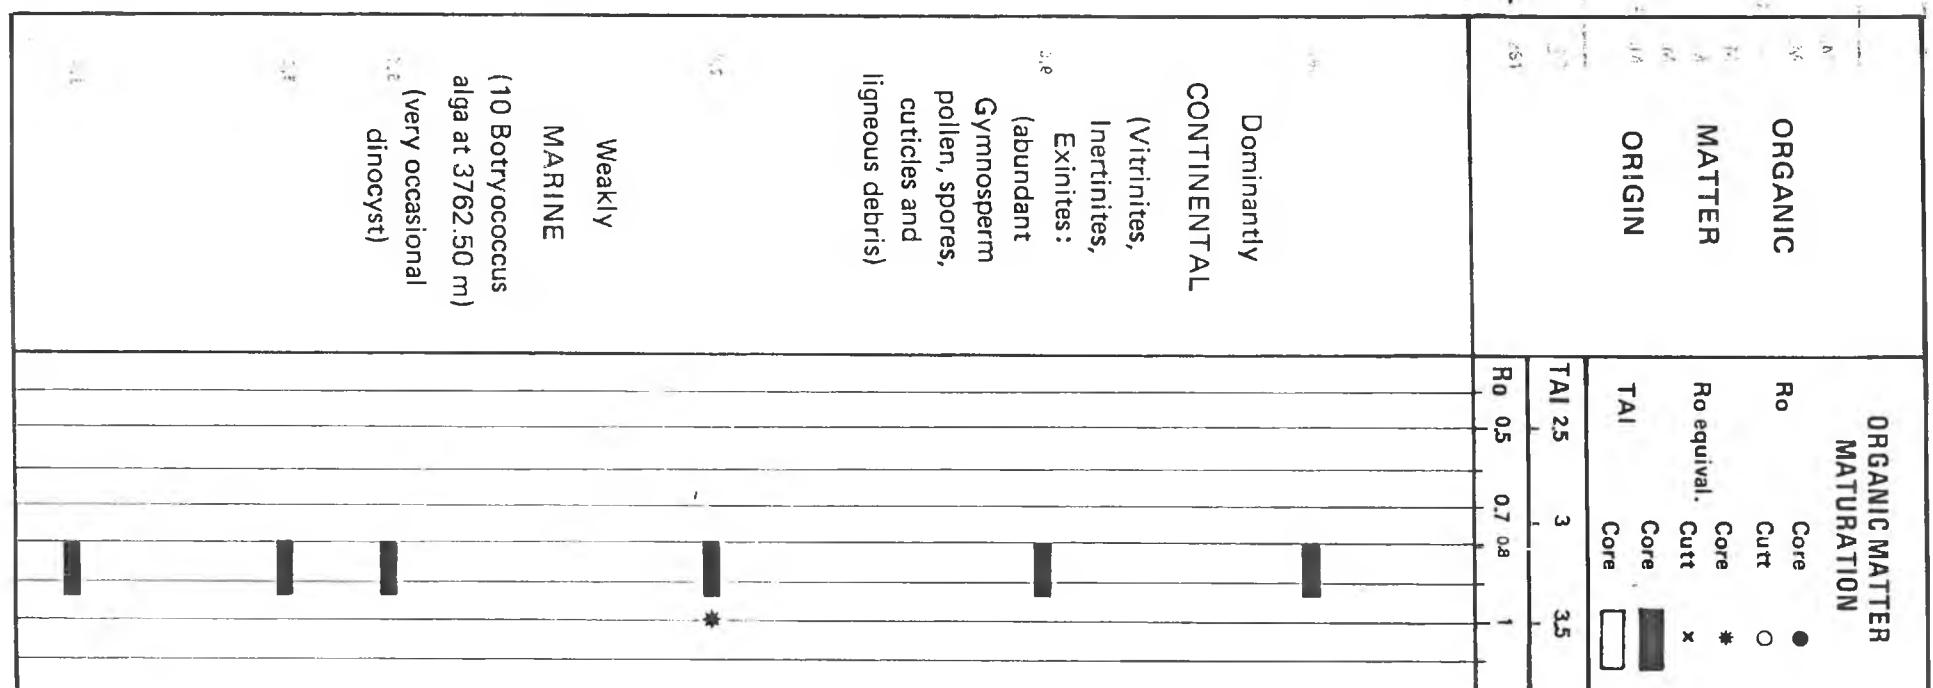 ORGANIC
MATTER
ORIGIN
ORGANIC MATTER
MATURATION
Ro Core ●
Cutt ○
Ro equival. Core ✱
Cutt x
TAI Core
Core
TAI 2.5 3 3.5
Ro 0.5 0.7 0.8 1
Dominantly
CONTINENTAL
(Vitrinites,
Inertinites,
Exinites:
(abundant
Gymnosperm
pollen, spores,
cuticles and
ligneous debris)
Weakly
MARINE
(10 Botryococcus
alga at 3762.50 m)
(very occasional
dinocyst)